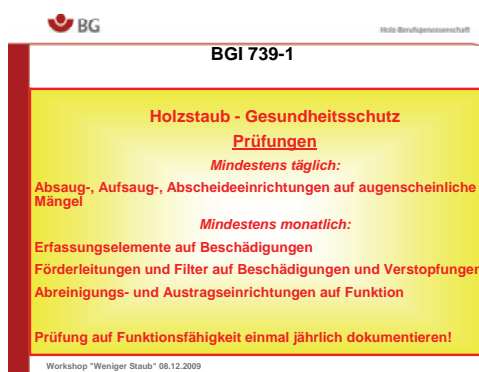 BG
Holz-Berufsgenossenschaft
BGI 739-1
Holzstaub - Gesundheitsschutz
Prüfungen
Mindestens täglich:
Absaug-, Aufsaug-, Abscheideeinrichtungen auf augenscheinliche
Mängel
Mindestens monatlich:
Erfassungselemente auf Beschädigungen
Förderleitungen und Filter auf Beschädigungen und Verstopfungen
Abreinigungs- und Austragseinrichtungen auf Funktion
Prüfung auf Funktionsfähigkeit einmal jährlich dokumentieren!
Workshop "Weniger Staub" 08.12.2009